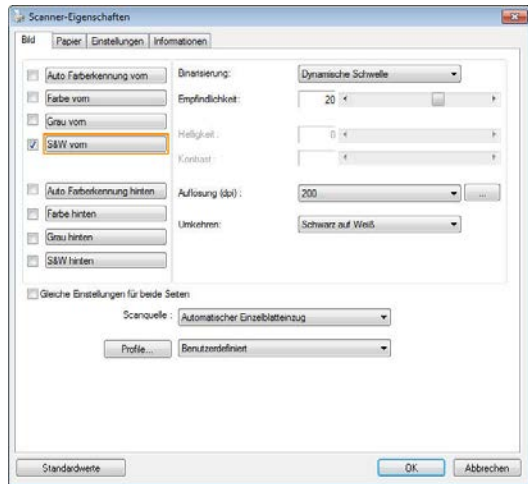 Scanner-Eigenschaften
Bild Papier Einstellungen Informationen
Auto Farberkennung vorn
Farbe vorn
Grau vorn
S&W vorn
Auto Farberkennung hinten
Farbe hinten
Grau hinten
S&W hinten
Binarisierung: Dynamische Schwelle
Empfindlichkeit: 20
Helligkeit: 0
Kontrast:
Auflösung (dpi) : 200 ...
Umkehren: Schwarz auf Weiß
Gleiche Einstellungen für beide Seiten
Scanquelle : Automatischer Einzelblatteinzug
Profile... Benutzerdefiniert
Standardwerte OK Abbrechen